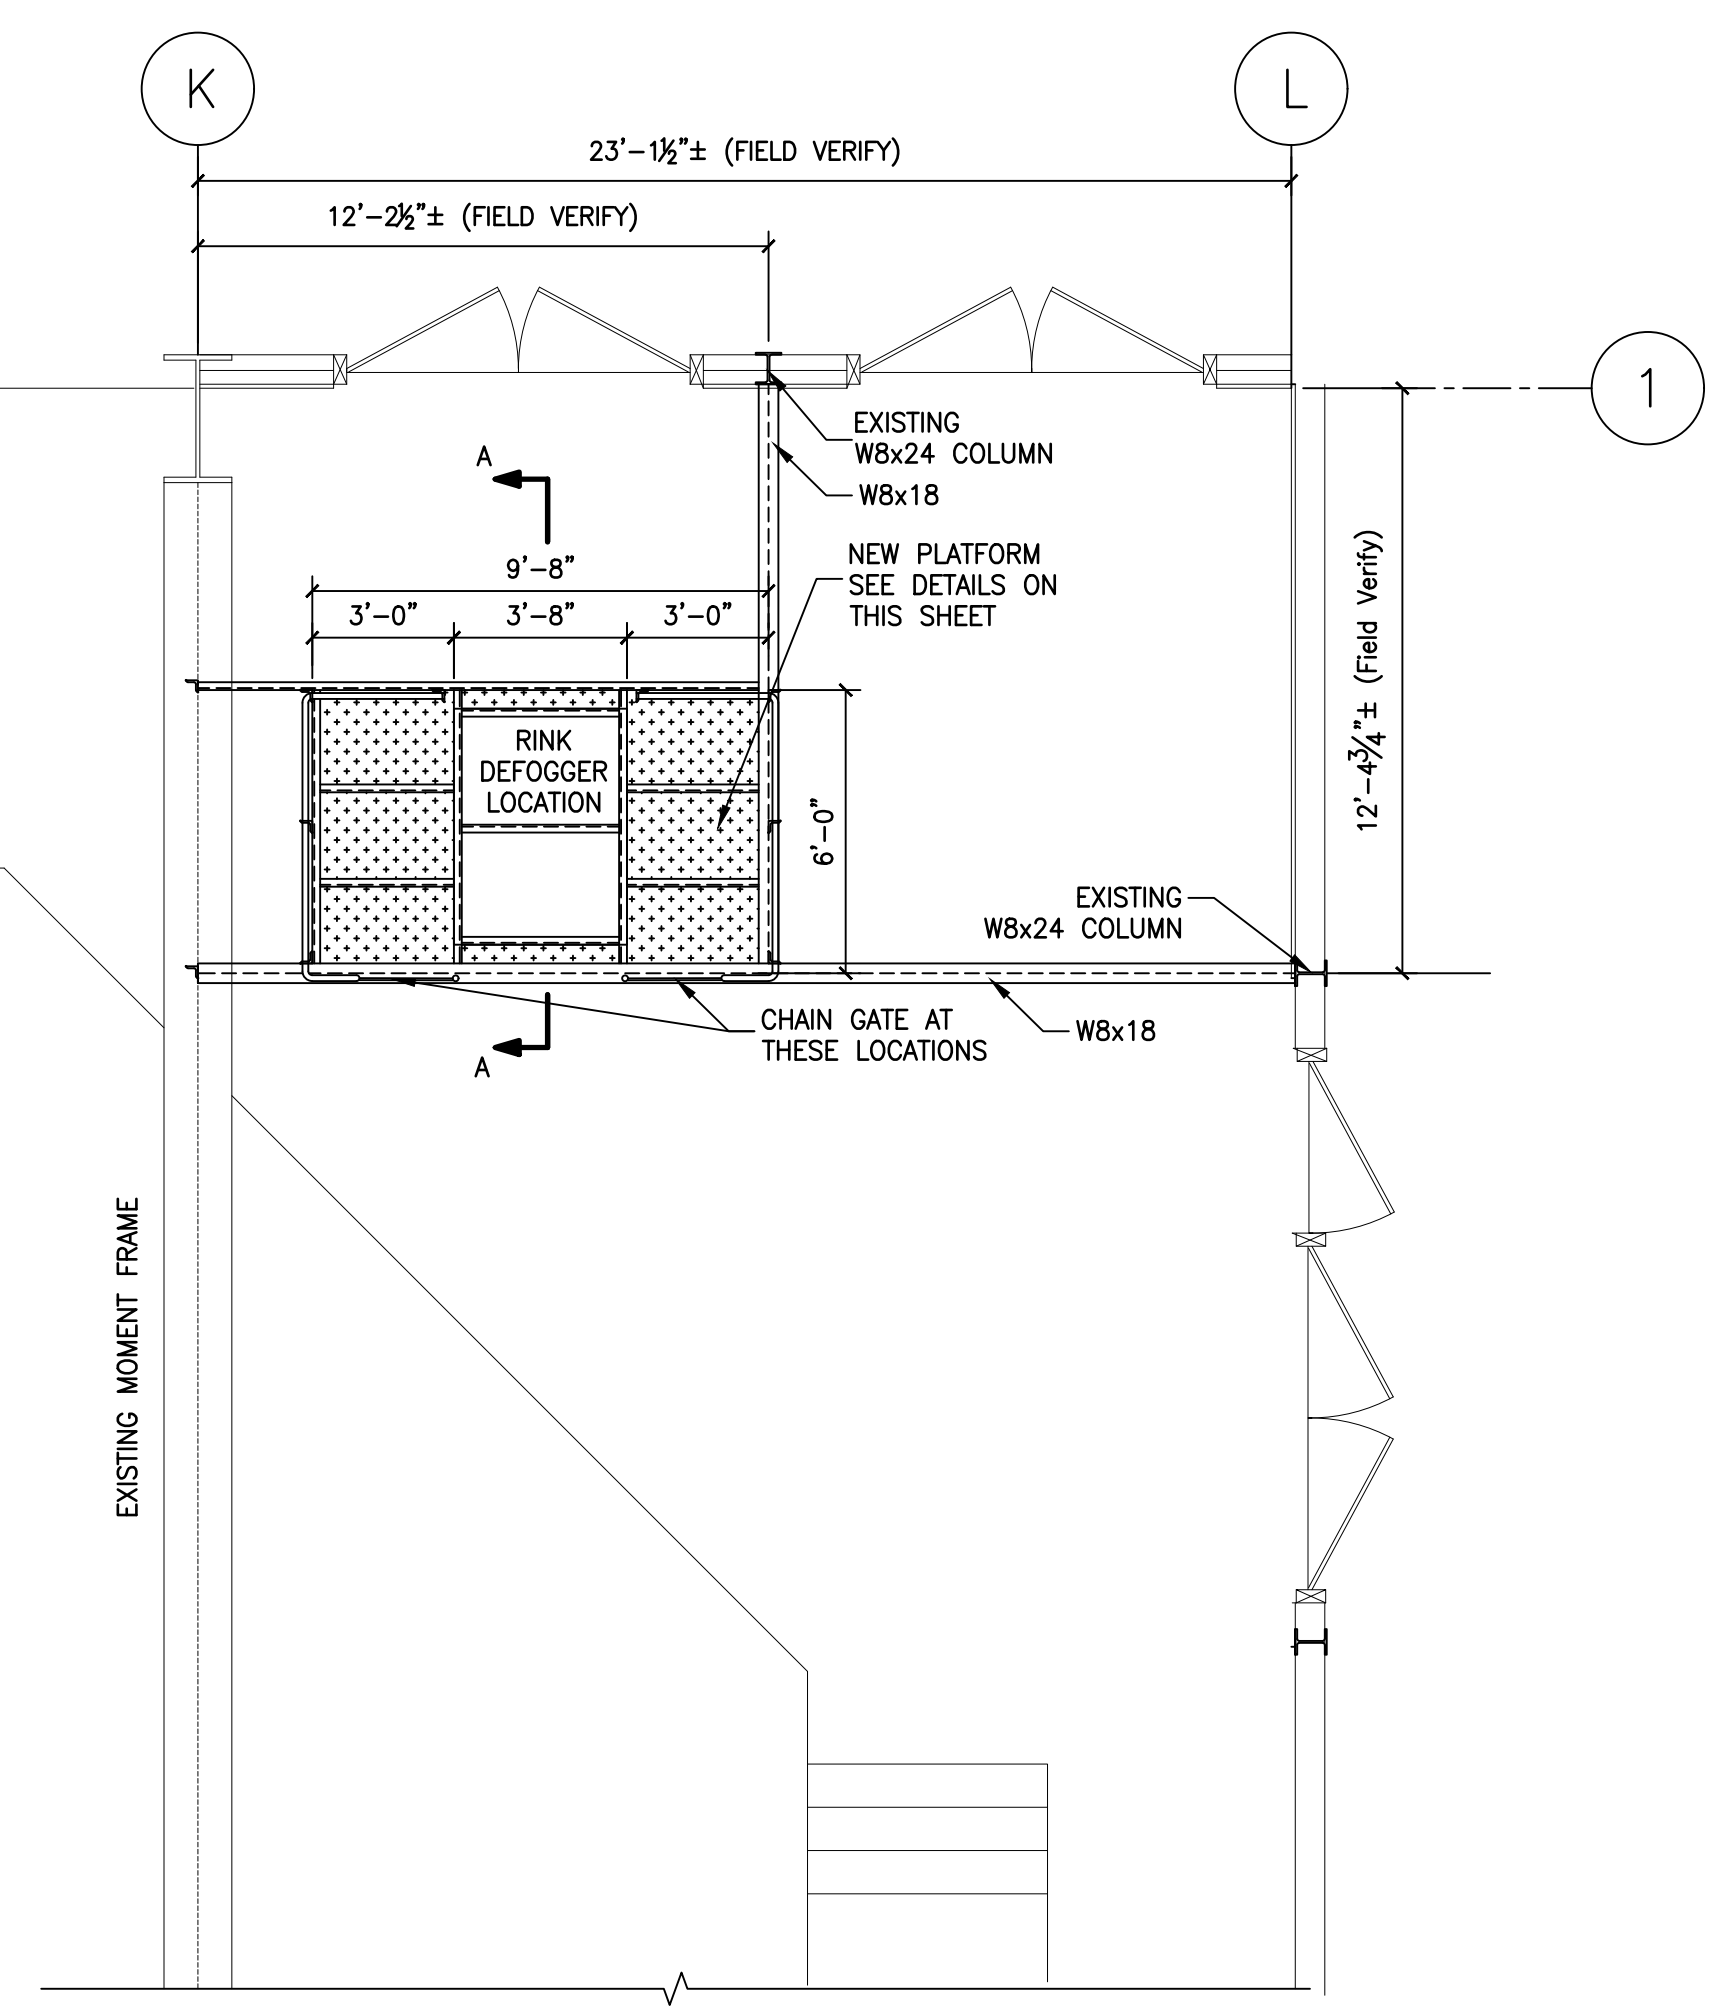 K
L
23'-1½"± (FIELD VERIFY)
12'-2½"± (FIELD VERIFY)
1
EXISTING
W8x24 COLUMN
A
W8x18
NEW PLATFORM
SEE DETAILS ON
THIS SHEET
9'-8"
3'-0"
3'-8"
3'-0"
12'-4¾"± (Field Verify)
RINK
DEFOGGER
LOCATION
6'-0"
EXISTING
W8x24 COLUMN
CHAIN GATE AT
THESE LOCATIONS
W8x18
A
EXISTING MOMENT FRAME